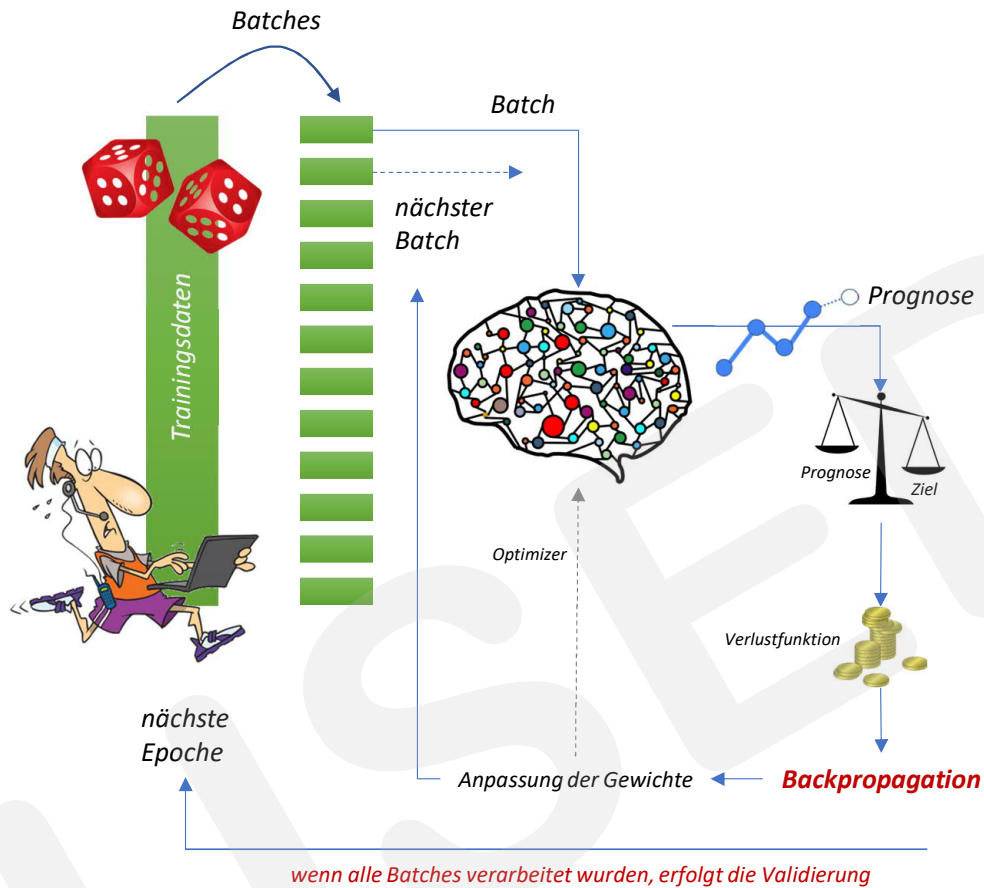 Batches
Batch
nächster
Batch
Trainingsdaten
Prognose
Prognose
Ziel
Optimizer
Verlustfunktion
nächste
Epoche
Anpassung der Gewichte
Backpropagation
wenn alle Batches verarbeitet wurden, erfolgt die Validierung